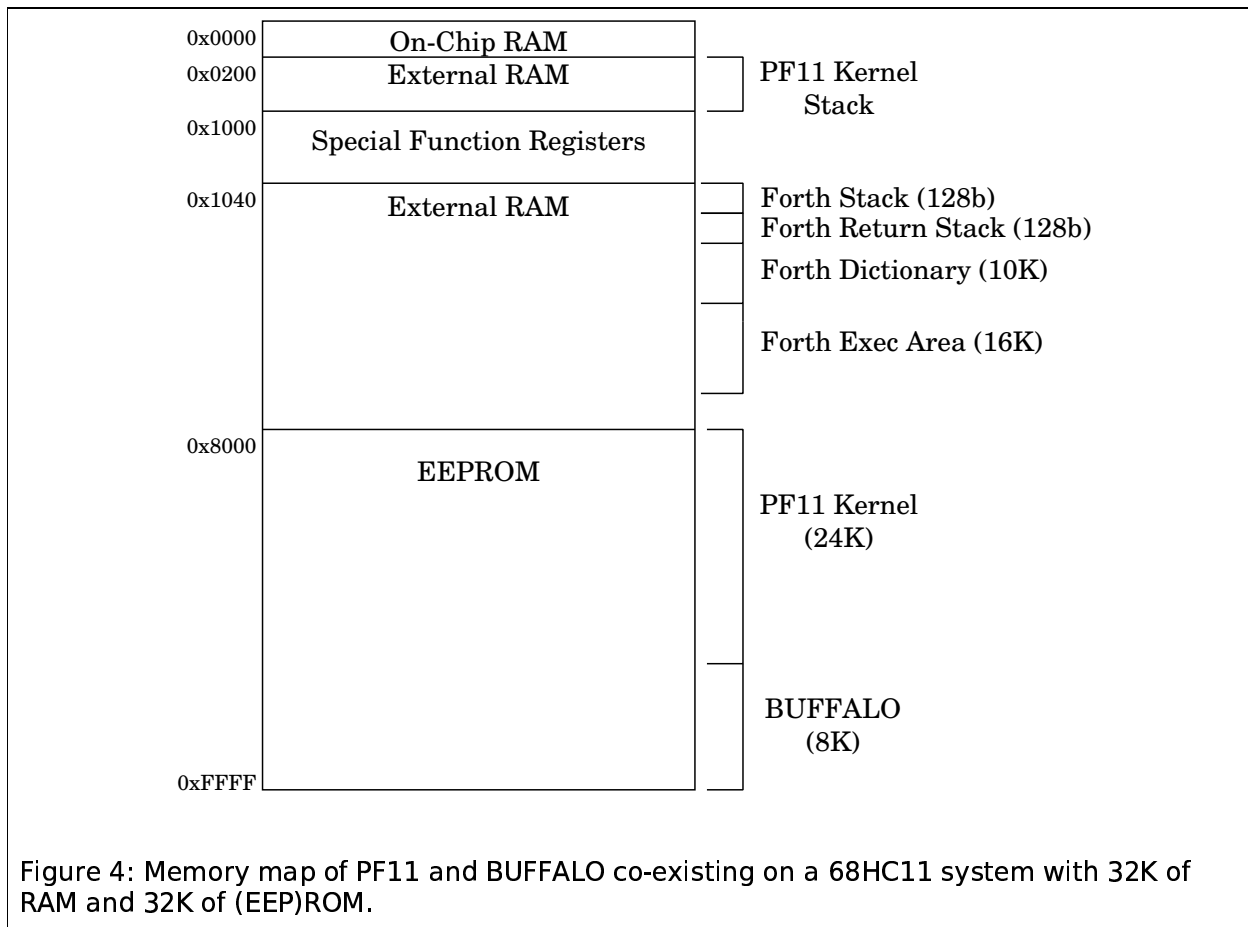 0x0000
On-Chip RAM
0x0200
External RAM
PF11 Kernel
Stack
0x1000
Special Function Registers
0x1040
External RAM
Forth Stack (128b)
Forth Return Stack (128b)
Forth Dictionary (10K)
Forth Exec Area (16K)
0x8000
EEPROM
PF11 Kernel
(24K)
BUFFALO
(8K)
0xFFFF
Figure 4: Memory map of PF11 and BUFFALO co-existing on a 68HC11 system with 32K of
RAM and 32K of (EEP)ROM.